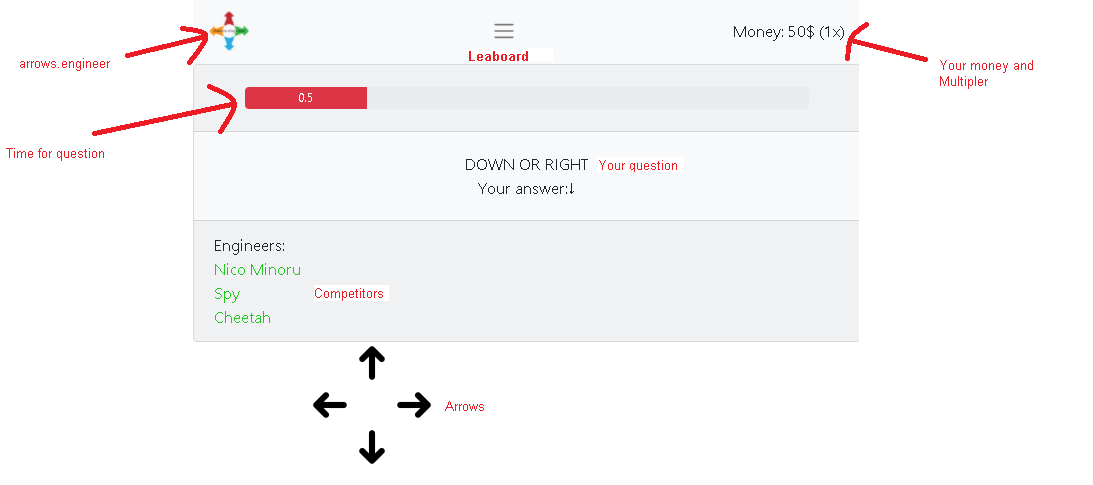 Money: 50$ (1x)
Leaboard
arrows.engineer
Your money and
Multipler
0.5
Time for question
DOWN OR RIGHT Your question
Your answer:↓
Engineers:
Nico Minoru
Spy
Competitors
Cheetah
Arrows